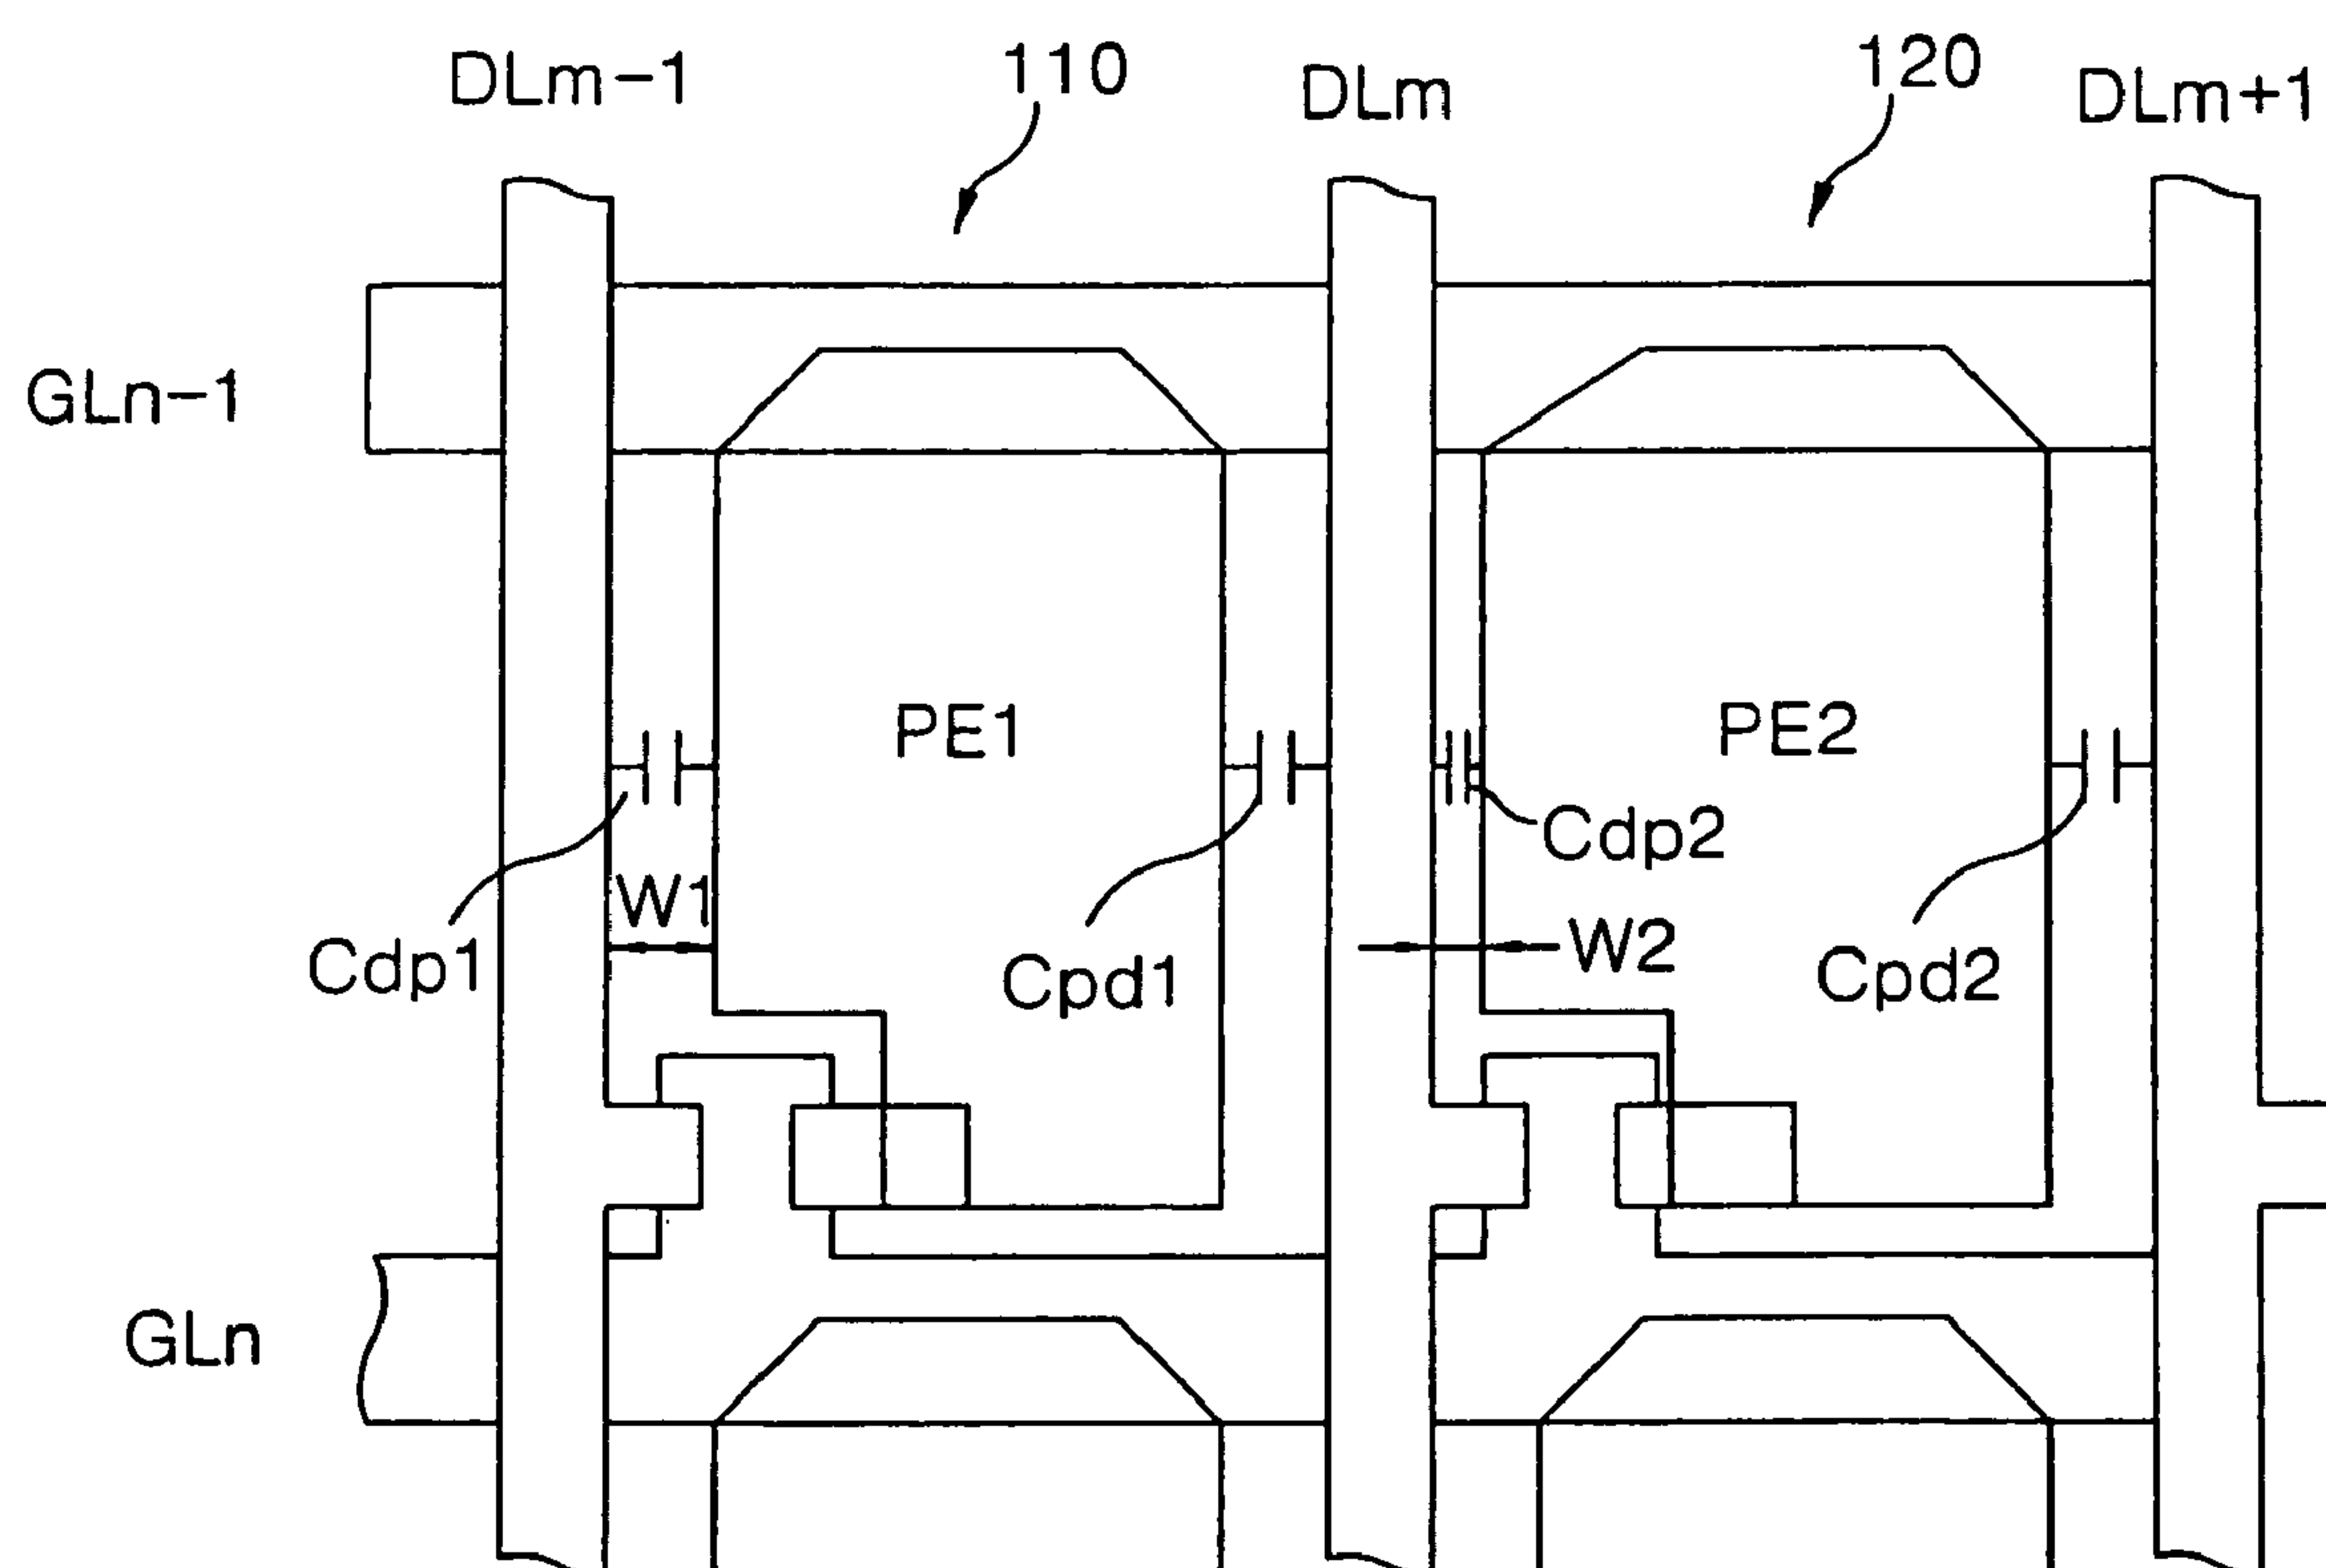 DLm-1
110
DLm
120
DLm+1
GLn-1
PE1
PE2
Cdp2
W1
W2
Cdp1
Cpd1
Cpd2
GLn